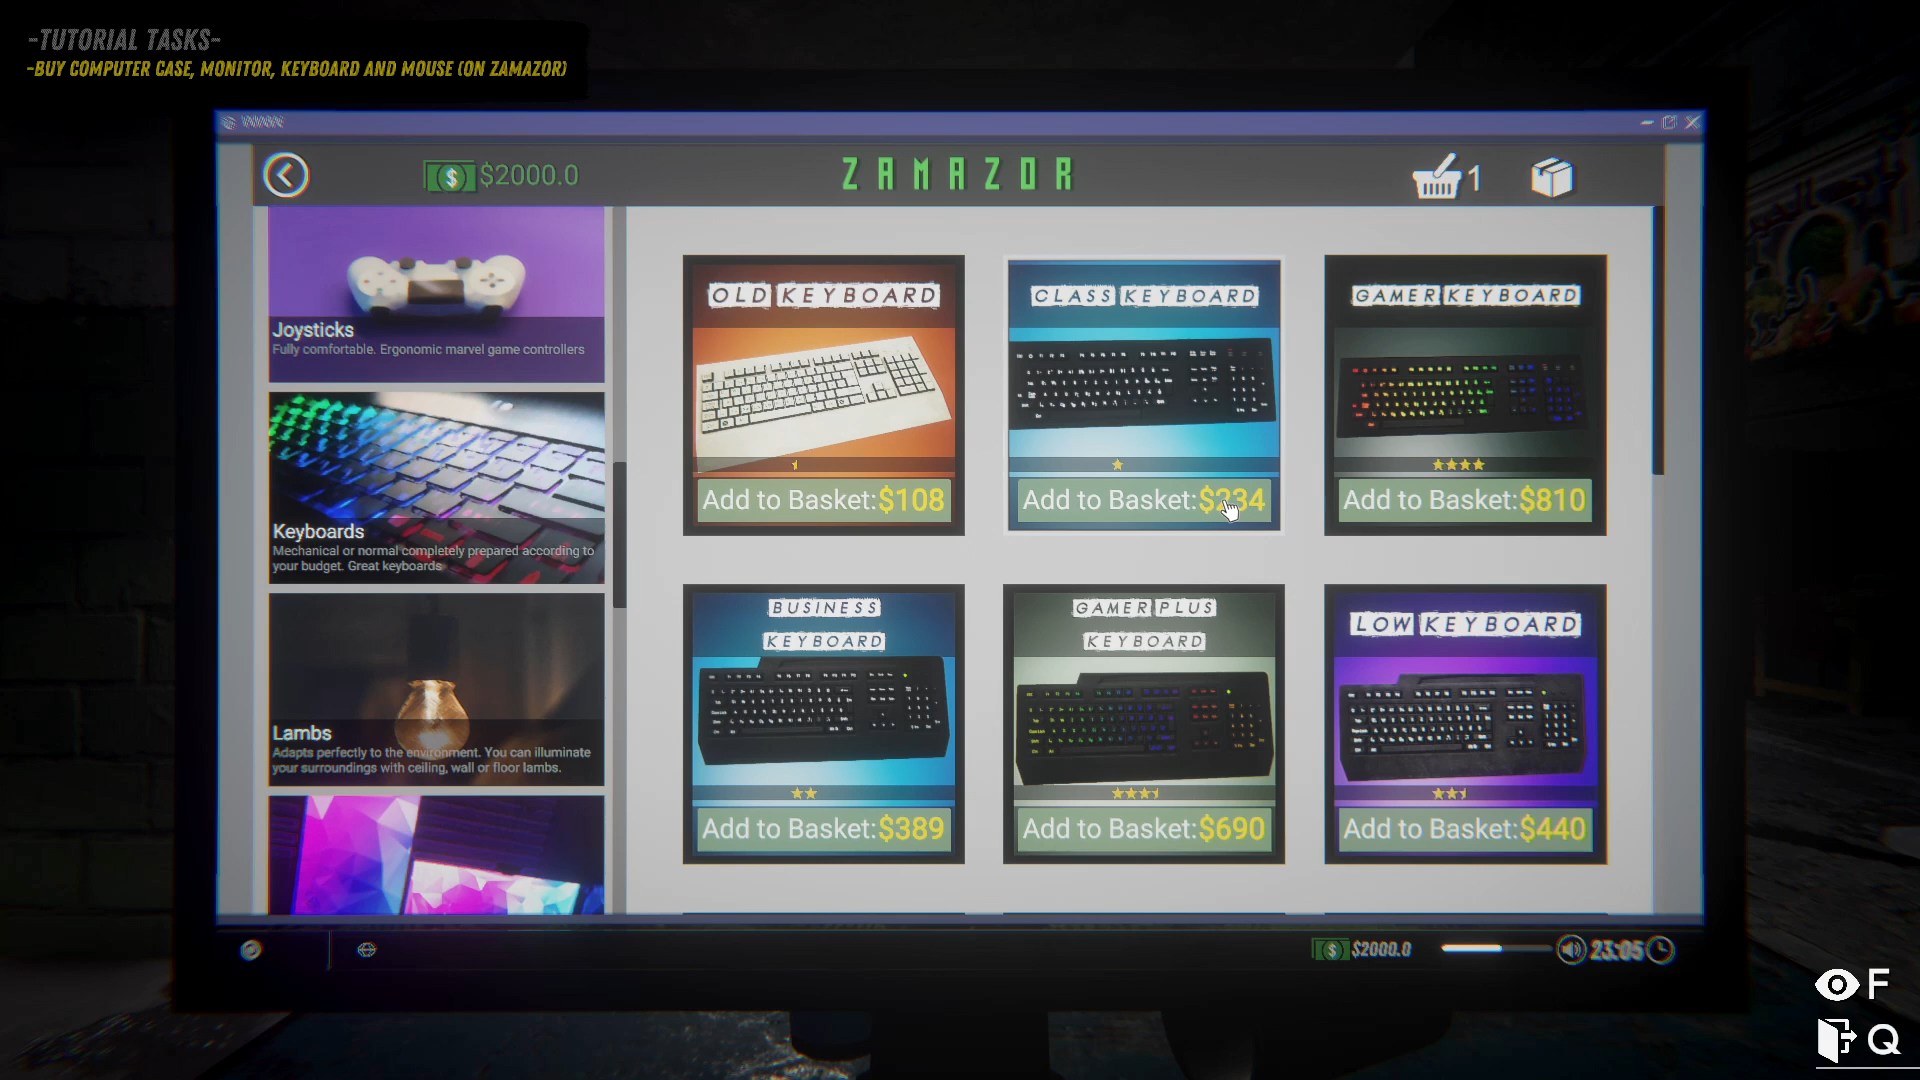 -TUTORIAL TASKS-
-BUY COMPUTER CASE, MONITOR, KEYBOARD AND MOUSE (ON ZAMAZOR)
$2000.0
ZAMAZOR
1
Joysticks
Fully comfortable. Ergonomic marvel game controllers
Keyboards
Mechanical or normal completely prepared according to
your budget. Great keyboards
Lambs
Adapts perfectly to the environment. You can illuminate
your surroundings with ceiling, wall or floor lambs.
OLD KEYBOARD
Add to Basket:$108
CLASS KEYBOARD
Add to Basket:$234
GAMER KEYBOARD
Add to Basket:$810
BUSINESS
KEYBOARD
Add to Basket:$389
GAMER PLUS
KEYBOARD
Add to Basket:$690
LOW KEYBOARD
Add to Basket:$440
$2000.0
23:05
F
Q